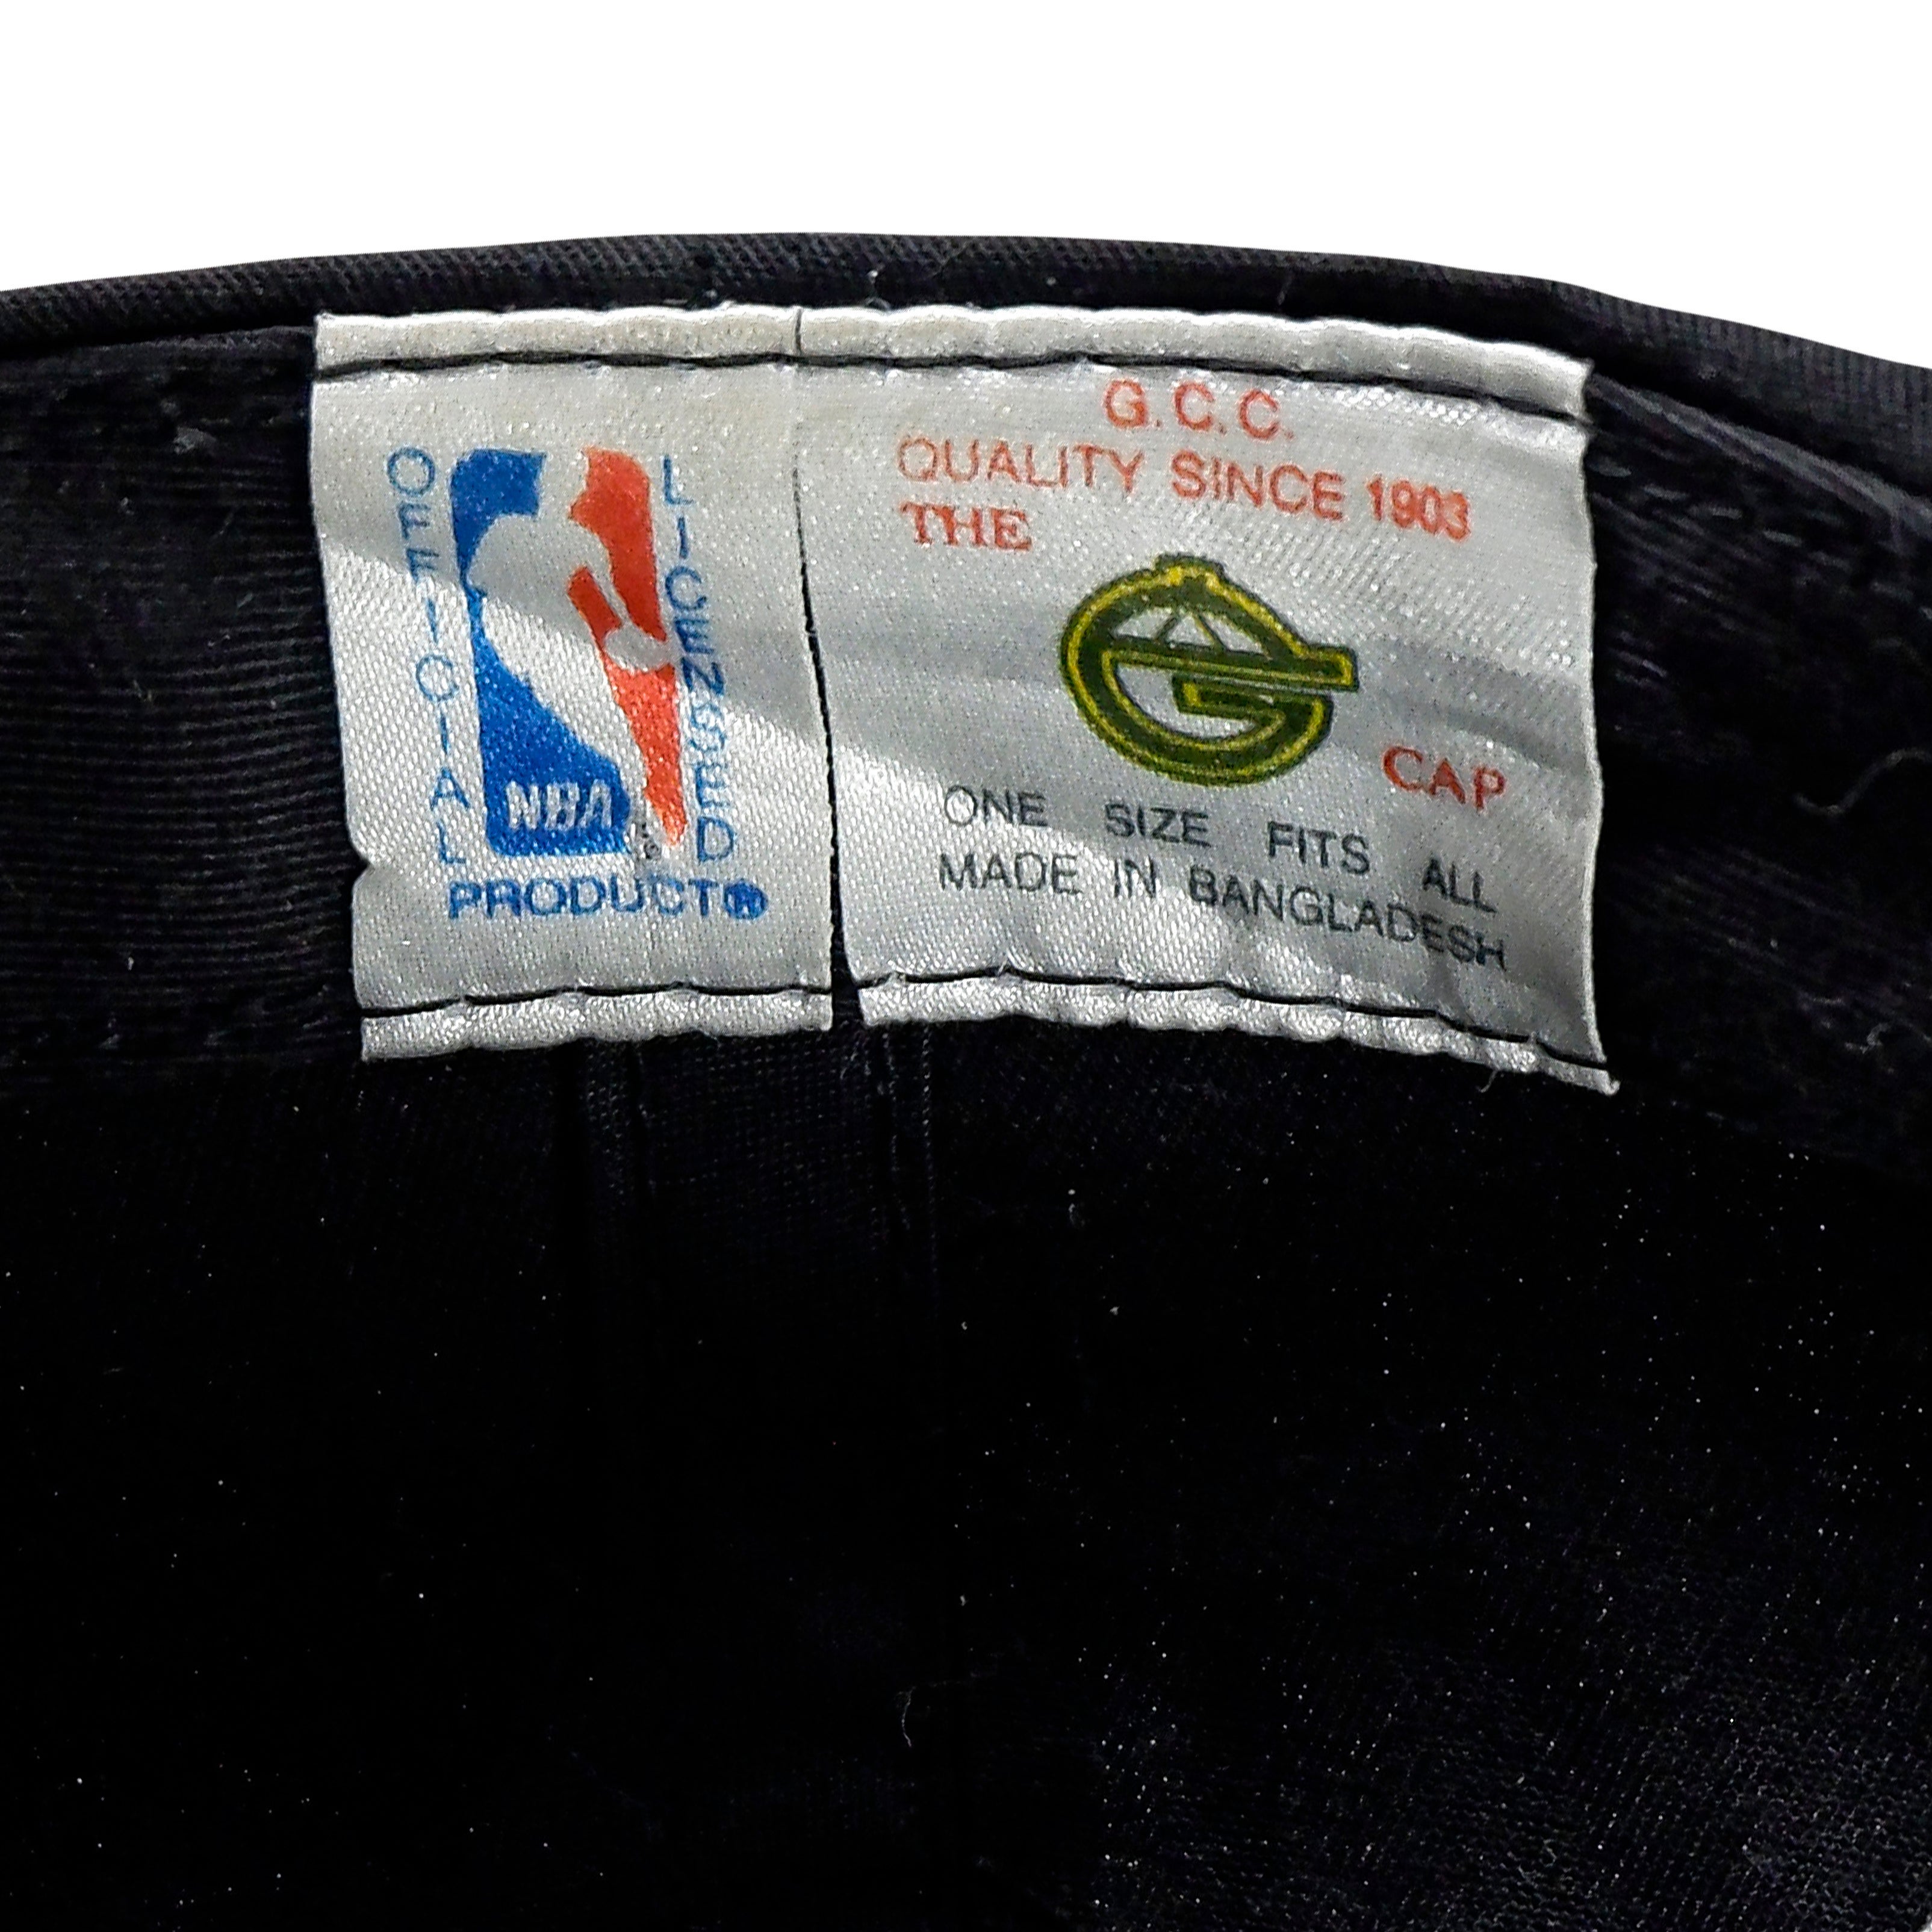 OFFICIAL
LICENSED
NBA
PRODUCT®
G.C.C.
QUALITY SINCE 1903
THE
G
CAP
ONE SIZE FITS ALL
MADE IN BANGLADESH